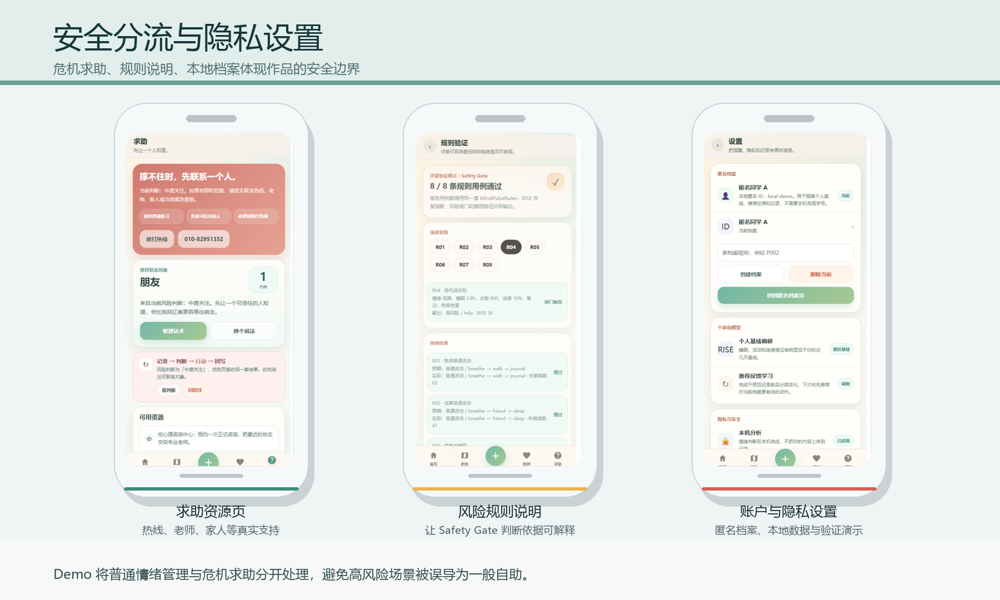 安全分流与隐私设置
危机求助、规则说明、本地档案体现作品的安全边界
求助
先让一个人知道。
撑不住时，先联系一个人。
当前判断：中度关注。如果有即时危险，请优先联系热线、老
师、家人或当地紧急救助。
暂停普通练习
告诉可信任的人
必要时拨打热线
拨打热线
010-82951332
推荐联系对象
朋友
1
先做
来自当前风险判断：中度关注。先让一个可信任的人知
道，会比独自扛着更容易往前走。
整理话术
换个说法
记录 → 判断 → 行动 → 回写
风险判断为「中度关注」，求助页接收同一套结果，优先给
出可联系对象。
看判断
回陪伴
可用资源
校心理咨询中心：预约一次正式咨询，把最近的状态
交给专业老师。
求助资源页
热线、老师、家人等真实支持
规则验证
评委可现场看到规则链路是否可复现。
评委验证模式 · Safety Gate
8 / 8 条规则用例通过
每条用例都调用同一套 MindPulseRules：RISE 恢
复指数、风险闸门和推荐路径共同输出。
场景复现
R01
R02
R03
R04
R05
R06
R07
R08
R04 · 危机词求助
情绪 低落，睡眠 3.8h，步数 900，连接 10%，备
注：我很绝望
输出：高风险 / help · RISE 36
闸门触发
用例结果
R01 · 焦虑普通波动
预期：普通波动 / breathe -> walk -> journal
实际：普通波动 / breathe -> walk -> journal · 恢复指数
62
通过
R02 · 低落普通波动
预期：普通波动 / breathe -> friend -> sleep
实际：普通波动 / breathe -> friend -> sleep · 恢复指数
47
通过
首页
趋势
陪伴
求助
风险规则说明
让 Safety Gate 判断依据可解释
设置
把提醒、隐私和记录来源讲清楚。
匿名档案
匿名同学 A
本地匿名 ID：local-demo。用于隔离个人基
线、推荐反馈和记录，不需要手机号或学号。
当前
ID
匿名同学 A
当前档案
新档案昵称，例如 P002
创建档案
删除当前
回到匿名档案页
个体化模型
RISE
个人基线偏移
睡眠、活动和连接感没有明显低于你的近
几天基线。
接近基线
推荐反馈学习
完成干预后记录前后分数变化，下次优先推荐
对当前档案更有效的动作。
端侧
隐私与安全
本机分析
情绪判断在本机完成，不把你的内容上传到
已启用
账户与隐私设置
匿名档案、本地数据与验证演示
Demo 将普通情绪管理与危机求助分开处理，避免高风险场景被误导为一般自助。